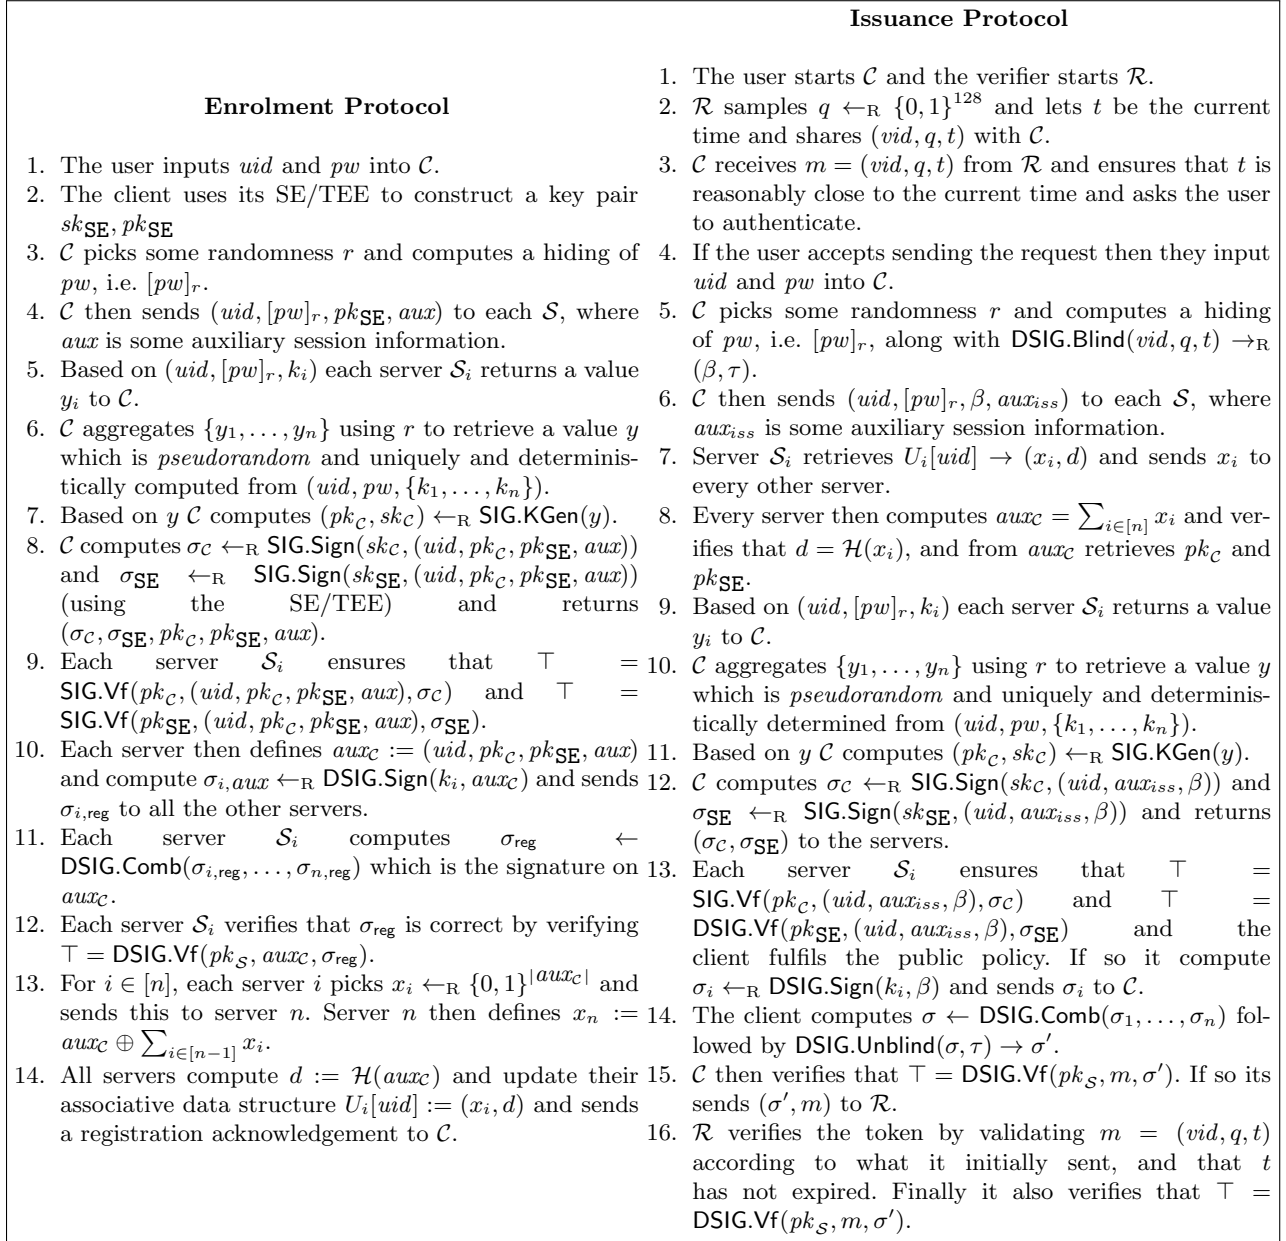 Enrolment Protocol
1. The user inputs uid and pw into 𝒞.
2. The client uses its SE/TEE to construct a key pair
sk_SE, pk_SE
3. 𝒞 picks some randomness r and computes a hiding of
pw, i.e. [pw]_r.
4. 𝒞 then sends (uid, [pw]_r, pk_SE, aux) to each 𝒮, where
aux is some auxiliary session information.
5. Based on (uid, [pw]_r, k_i) each server 𝒮_i returns a value
y_i to 𝒞.
6. 𝒞 aggregates {y_1, . . . , y_n} using r to retrieve a value y
which is pseudorandom and uniquely and determinis-
tically computed from (uid, pw, {k_1, . . . , k_n}).
7. Based on y 𝒞 computes (pk_𝒞, sk_𝒞) ←_R SIG.KGen(y).
8. 𝒞 computes σ_𝒞 ←_R SIG.Sign(sk_𝒞, (uid, pk_𝒞, pk_SE, aux))
and σ_SE ←_R SIG.Sign(sk_SE, (uid, pk_𝒞, pk_SE, aux))
(using the SE/TEE) and returns
(σ_𝒞, σ_SE, pk_𝒞, pk_SE, aux).
9. Each server 𝒮_i ensures that ⊤ =
SIG.Vf(pk_𝒞, (uid, pk_𝒞, pk_SE, aux), σ_𝒞) and ⊤ =
SIG.Vf(pk_SE, (uid, pk_𝒞, pk_SE, aux), σ_SE).
10. Each server then defines aux_𝒞 := (uid, pk_𝒞, pk_SE, aux)
and compute σ_{i,aux} ←_R DSIG.Sign(k_i, aux_𝒞) and sends
σ_{i,reg} to all the other servers.
11. Each server 𝒮_i computes σ_reg ←
DSIG.Comb(σ_{i,reg}, . . . , σ_{n,reg}) which is the signature on
aux_𝒞.
12. Each server 𝒮_i verifies that σ_reg is correct by verifying
⊤ = DSIG.Vf(pk_𝒮, aux_𝒞, σ_reg).
13. For i ∈ [n], each server i picks x_i ←_R {0, 1}^{|aux_𝒞|} and
sends this to server n. Server n then defines x_n :=
aux_𝒞 ⊕ ∑_{i∈[n−1]} x_i.
14. All servers compute d := ℋ(aux_𝒞) and update their
associative data structure U_i[uid] := (x_i, d) and sends
a registration acknowledgement to 𝒞.
Issuance Protocol
1. The user starts 𝒞 and the verifier starts ℛ.
2. ℛ samples q ←_R {0, 1}^{128} and lets t be the current
time and shares (vid, q, t) with 𝒞.
3. 𝒞 receives m = (vid, q, t) from ℛ and ensures that t is
reasonably close to the current time and asks the user
to authenticate.
4. If the user accepts sending the request then they input
uid and pw into 𝒞.
5. 𝒞 picks some randomness r and computes a hiding
of pw, i.e. [pw]_r, along with DSIG.Blind(vid, q, t) →_R
(β, τ).
6. 𝒞 then sends (uid, [pw]_r, β, aux_iss) to each 𝒮, where
aux_iss is some auxiliary session information.
7. Server 𝒮_i retrieves U_i[uid] → (x_i, d) and sends x_i to
every other server.
8. Every server then computes aux_𝒞 = ∑_{i∈[n]} x_i and ver-
ifies that d = ℋ(x_i), and from aux_𝒞 retrieves pk_𝒞 and
pk_SE.
9. Based on (uid, [pw]_r, k_i) each server 𝒮_i returns a value
y_i to 𝒞.
10. 𝒞 aggregates {y_1, . . . , y_n} using r to retrieve a value y
which is pseudorandom and uniquely and determinis-
tically determined from (uid, pw, {k_1, . . . , k_n}).
11. Based on y 𝒞 computes (pk_𝒞, sk_𝒞) ←_R SIG.KGen(y).
12. 𝒞 computes σ_𝒞 ←_R SIG.Sign(sk_𝒞, (uid, aux_iss, β)) and
σ_SE ←_R SIG.Sign(sk_SE, (uid, aux_iss, β)) and returns
(σ_𝒞, σ_SE) to the servers.
13. Each server 𝒮_i ensures that ⊤ =
SIG.Vf(pk_𝒞, (uid, aux_iss, β), σ_𝒞) and ⊤ =
DSIG.Vf(pk_SE, (uid, aux_iss, β), σ_SE) and the
client fulfils the public policy. If so it compute
σ_i ←_R DSIG.Sign(k_i, β) and sends σ_i to 𝒞.
14. The client computes σ ← DSIG.Comb(σ_1, . . . , σ_n) fol-
lowed by DSIG.Unblind(σ, τ) → σ′.
15. 𝒞 then verifies that ⊤ = DSIG.Vf(pk_𝒮, m, σ′). If so its
sends (σ′, m) to ℛ.
16. ℛ verifies the token by validating m = (vid, q, t)
according to what it initially sent, and that t
has not expired. Finally it also verifies that ⊤ =
DSIG.Vf(pk_𝒮, m, σ′).